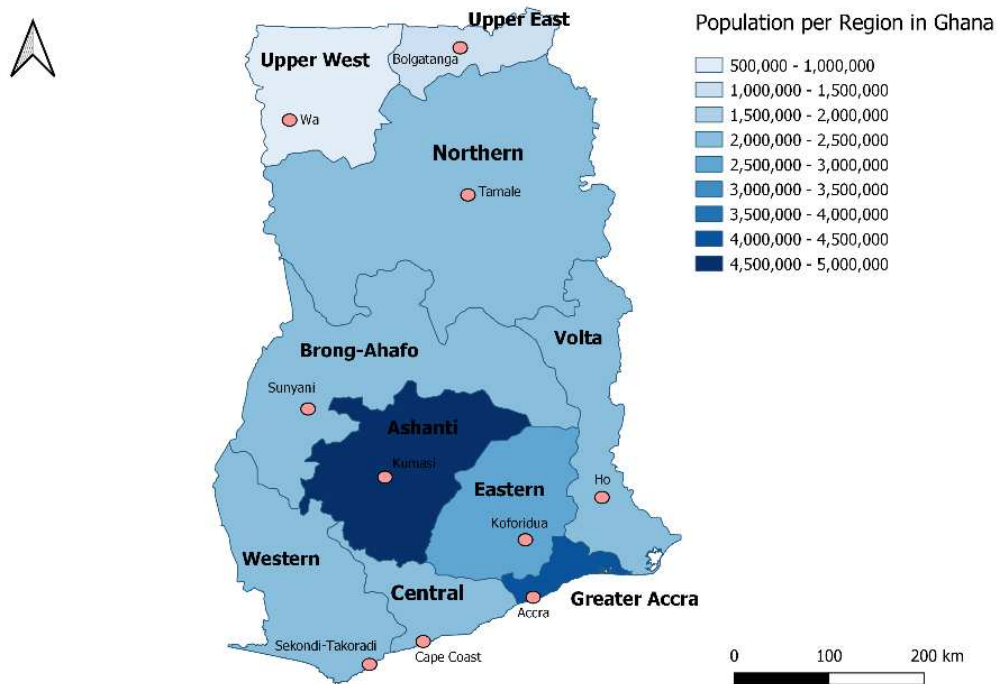 Population per Region in Ghana
500,000 - 1,000,000
1,000,000 - 1,500,000
1,500,000 - 2,000,000
2,000,000 - 2,500,000
2,500,000 - 3,000,000
3,000,000 - 3,500,000
3,500,000 - 4,000,000
4,000,000 - 4,500,000
4,500,000 - 5,000,000
Upper East
Bolgatanga
Upper West
Wa
Northern
Tamale
Volta
Brong-Ahafo
Sunyani
Ashanti
Kumasi
Ho
Eastern
Koforidua
Western
Central
Greater Accra
Accra
Sekondi-Takoradi
Cape Coast
0 100 200 km